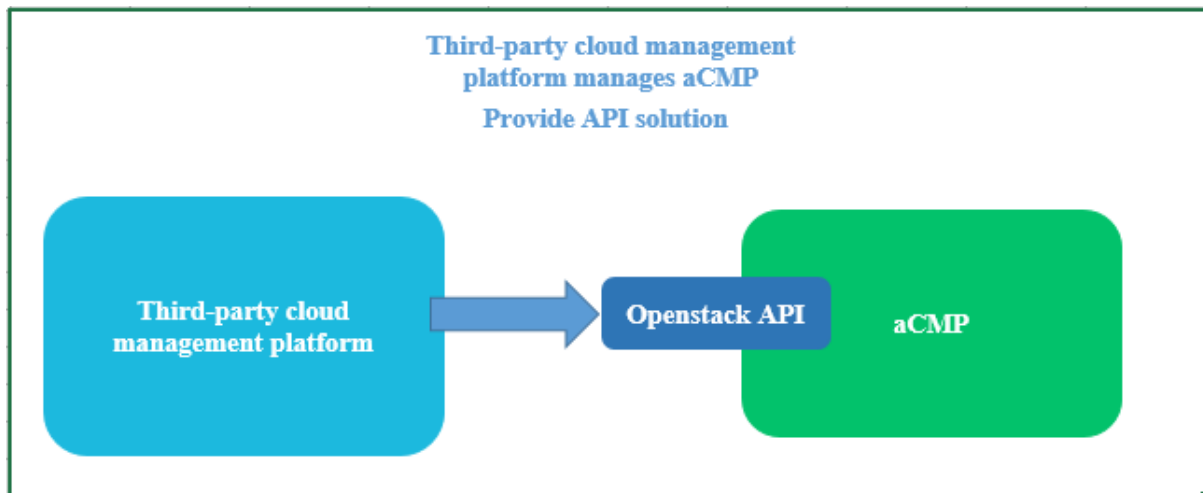 Third-party cloud management
platform manages aCMP
Provide API solution
Third-party cloud
management platform
Openstack API
aCMP